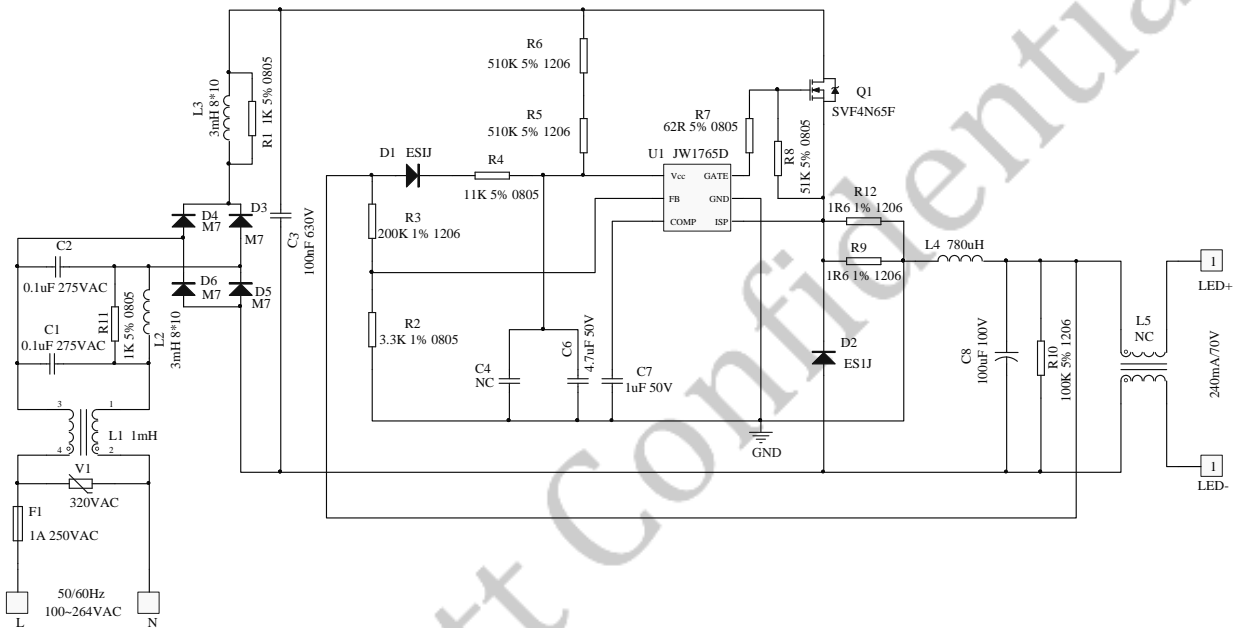 L3
3mH 8*10
R1 1K 5% 0805
R6
510K 5% 1206
R5
510K 5% 1206
Q1
SVF4N65F
R7
62R 5% 0805
R8
51K 5% 0805
D1 ESIJ
R4
11K 5% 0805
U1 JW1765D
Vcc
GATE
FB
GND
COMP
ISP
R12
1R6 1% 1206
R9
1R6 1% 1206
L4 780uH
D4
M7
D3
M7
C3
100nF 630V
R3
200K 1% 1206
C2
0.1uF 275VAC
D6
M7
D5
M7
R11
1K 5% 0805
L2
3mH 8*10
C1
0.1uF 275VAC
R2
3.3K 1% 0805
C4
NC
C6
4.7uF 50V
C7
1uF 50V
D2
ES1J
C8
100uF 100V
R10
100K 5% 1206
L5
NC
1
LED+
240mA/70V
1
LED-
GND
3
1
L1 1mH
4
2
V1
320VAC
F1
1A 250VAC
50/60Hz
100~264VAC
L
N
tt Confidentia